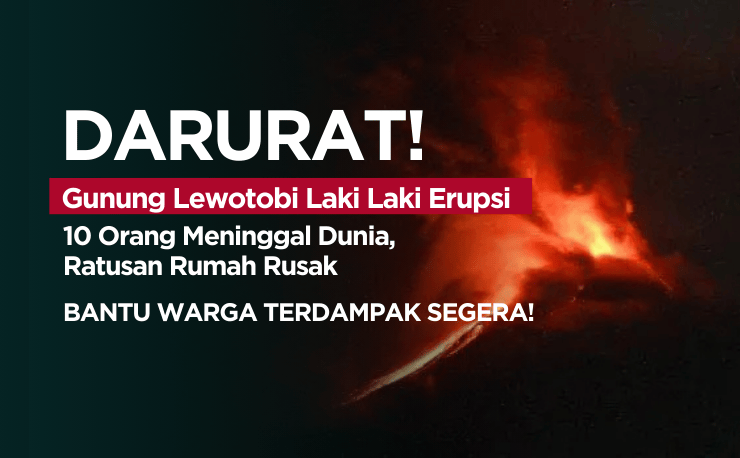 DARURAT!
Gunung Lewotobi Laki Laki Erupsi
10 Orang Meninggal Dunia,
Ratusan Rumah Rusak
BANTU WARGA TERDAMPAK SEGERA!